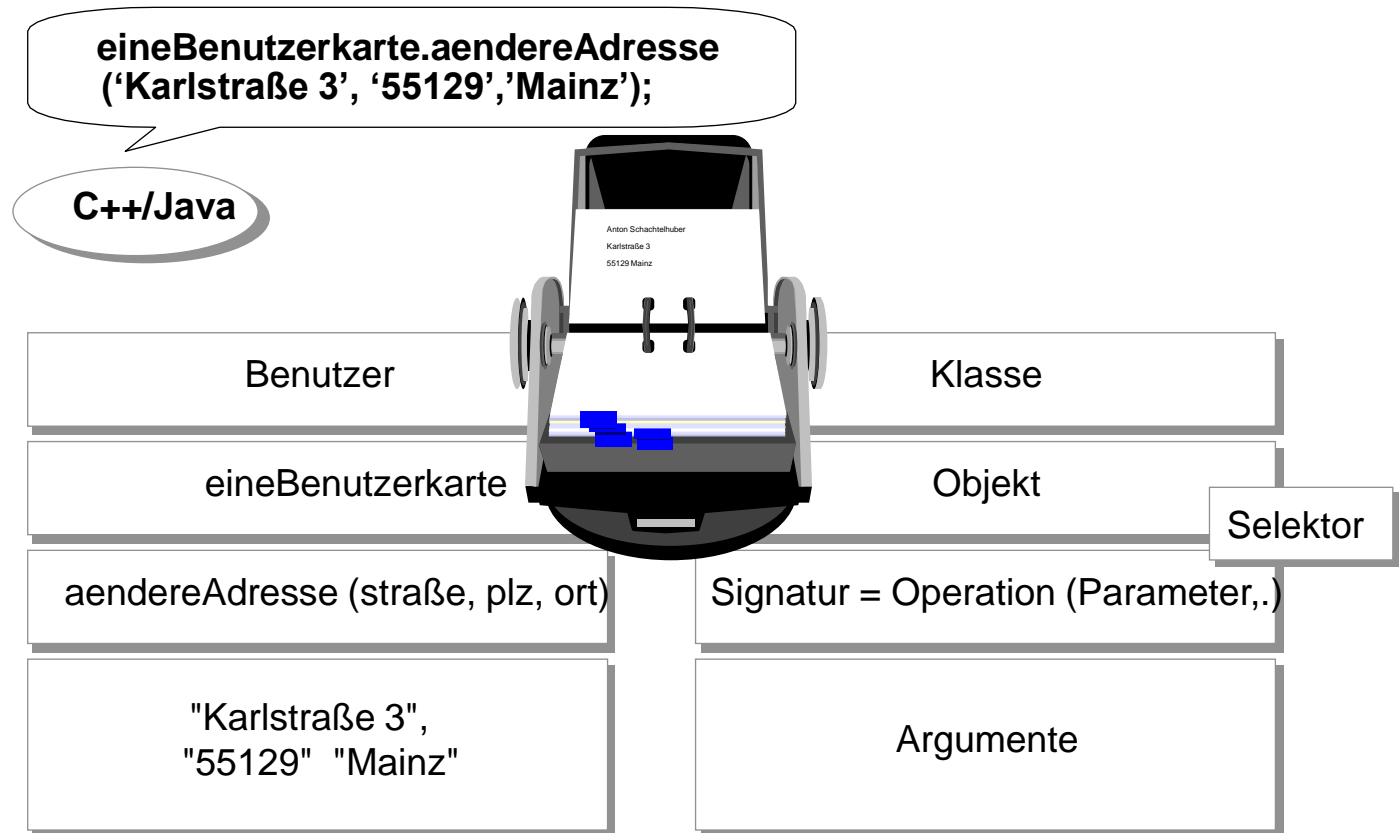 eineBenutzerkarte.aendereAdresse
(‘Karlstraße 3’, ‘55129’,’Mainz’);
C++/Java
Anton Schachtelhuber
Karlstraße 3
55129 Mainz
Benutzer
Klasse
eineBenutzerkarte
Objekt
Selektor
aendereAdresse (straße, plz, ort)
Signatur = Operation (Parameter,.)
"Karlstraße 3",
"55129" "Mainz"
Argumente